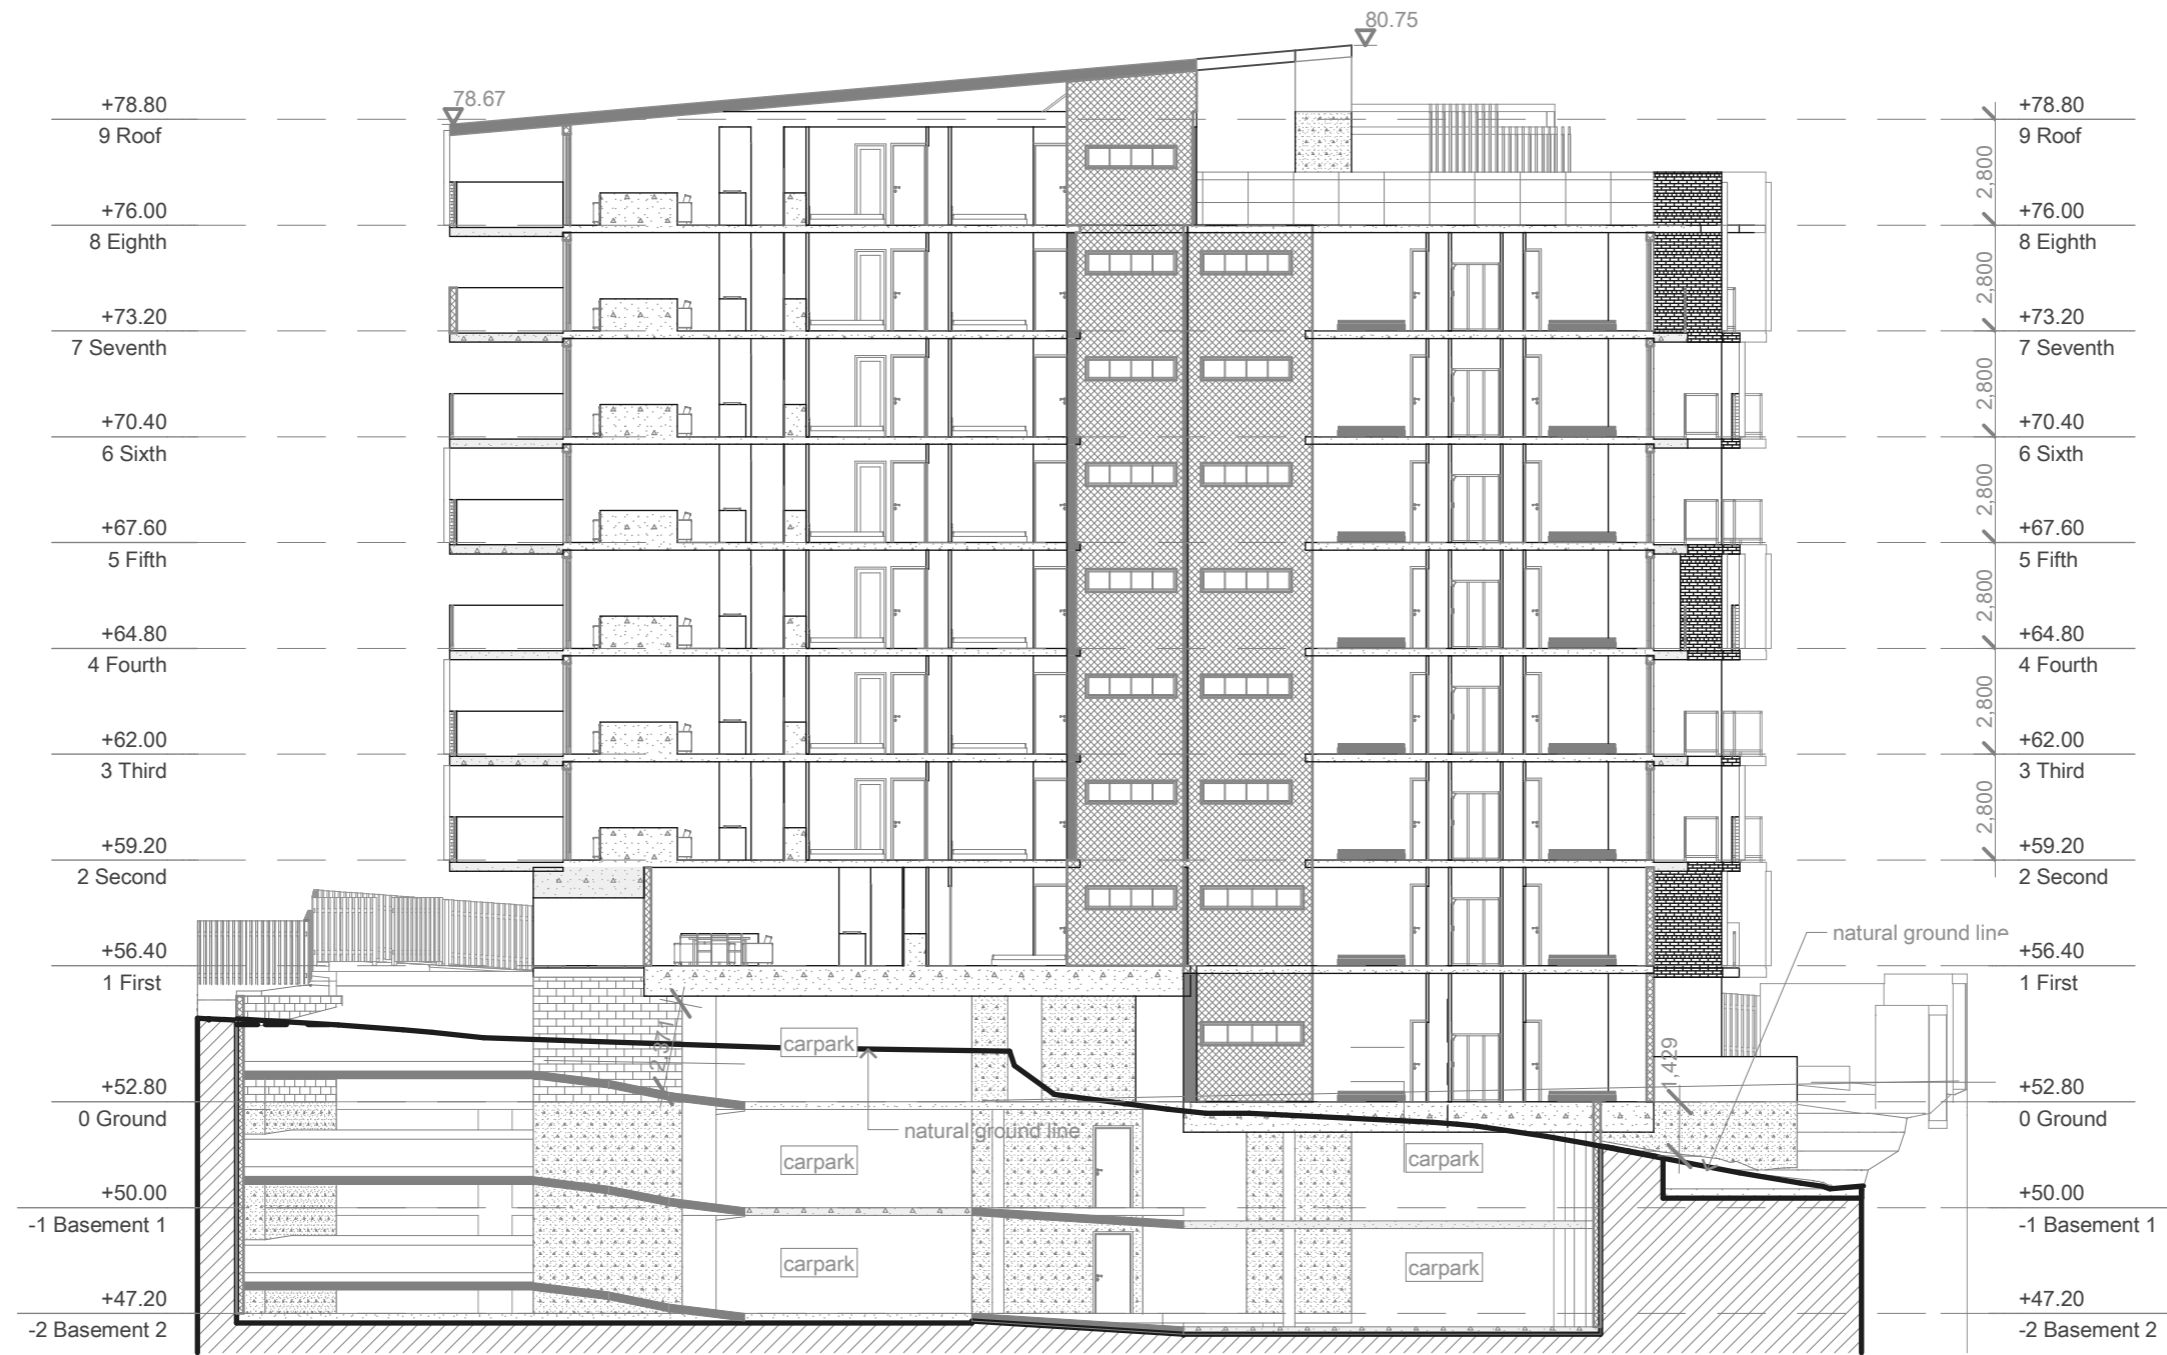 80.75
78.67
+78.80
9 Roof
+78.80
9 Roof
2,800
+76.00
8 Eighth
+76.00
8 Eighth
2,800
+73.20
7 Seventh
+73.20
7 Seventh
2,800
+70.40
6 Sixth
+70.40
6 Sixth
2,800
+67.60
5 Fifth
+67.60
5 Fifth
2,800
+64.80
4 Fourth
+64.80
4 Fourth
2,800
+62.00
3 Third
+62.00
3 Third
2,800
+59.20
2 Second
+59.20
2 Second
natural ground line
+56.40
1 First
+56.40
1 First
carpark
2,371
1,429
+52.80
0 Ground
+52.80
0 Ground
natural ground line
carpark
carpark
+50.00
-1 Basement 1
+50.00
-1 Basement 1
carpark
carpark
+47.20
-2 Basement 2
+47.20
-2 Basement 2